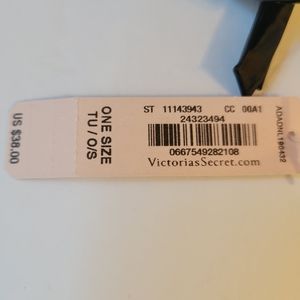 US $38.00
ONE SIZE
TU / O/S
ST 11143943 CC 00A1
24323494
0667549282108
VictoriasSecret.com